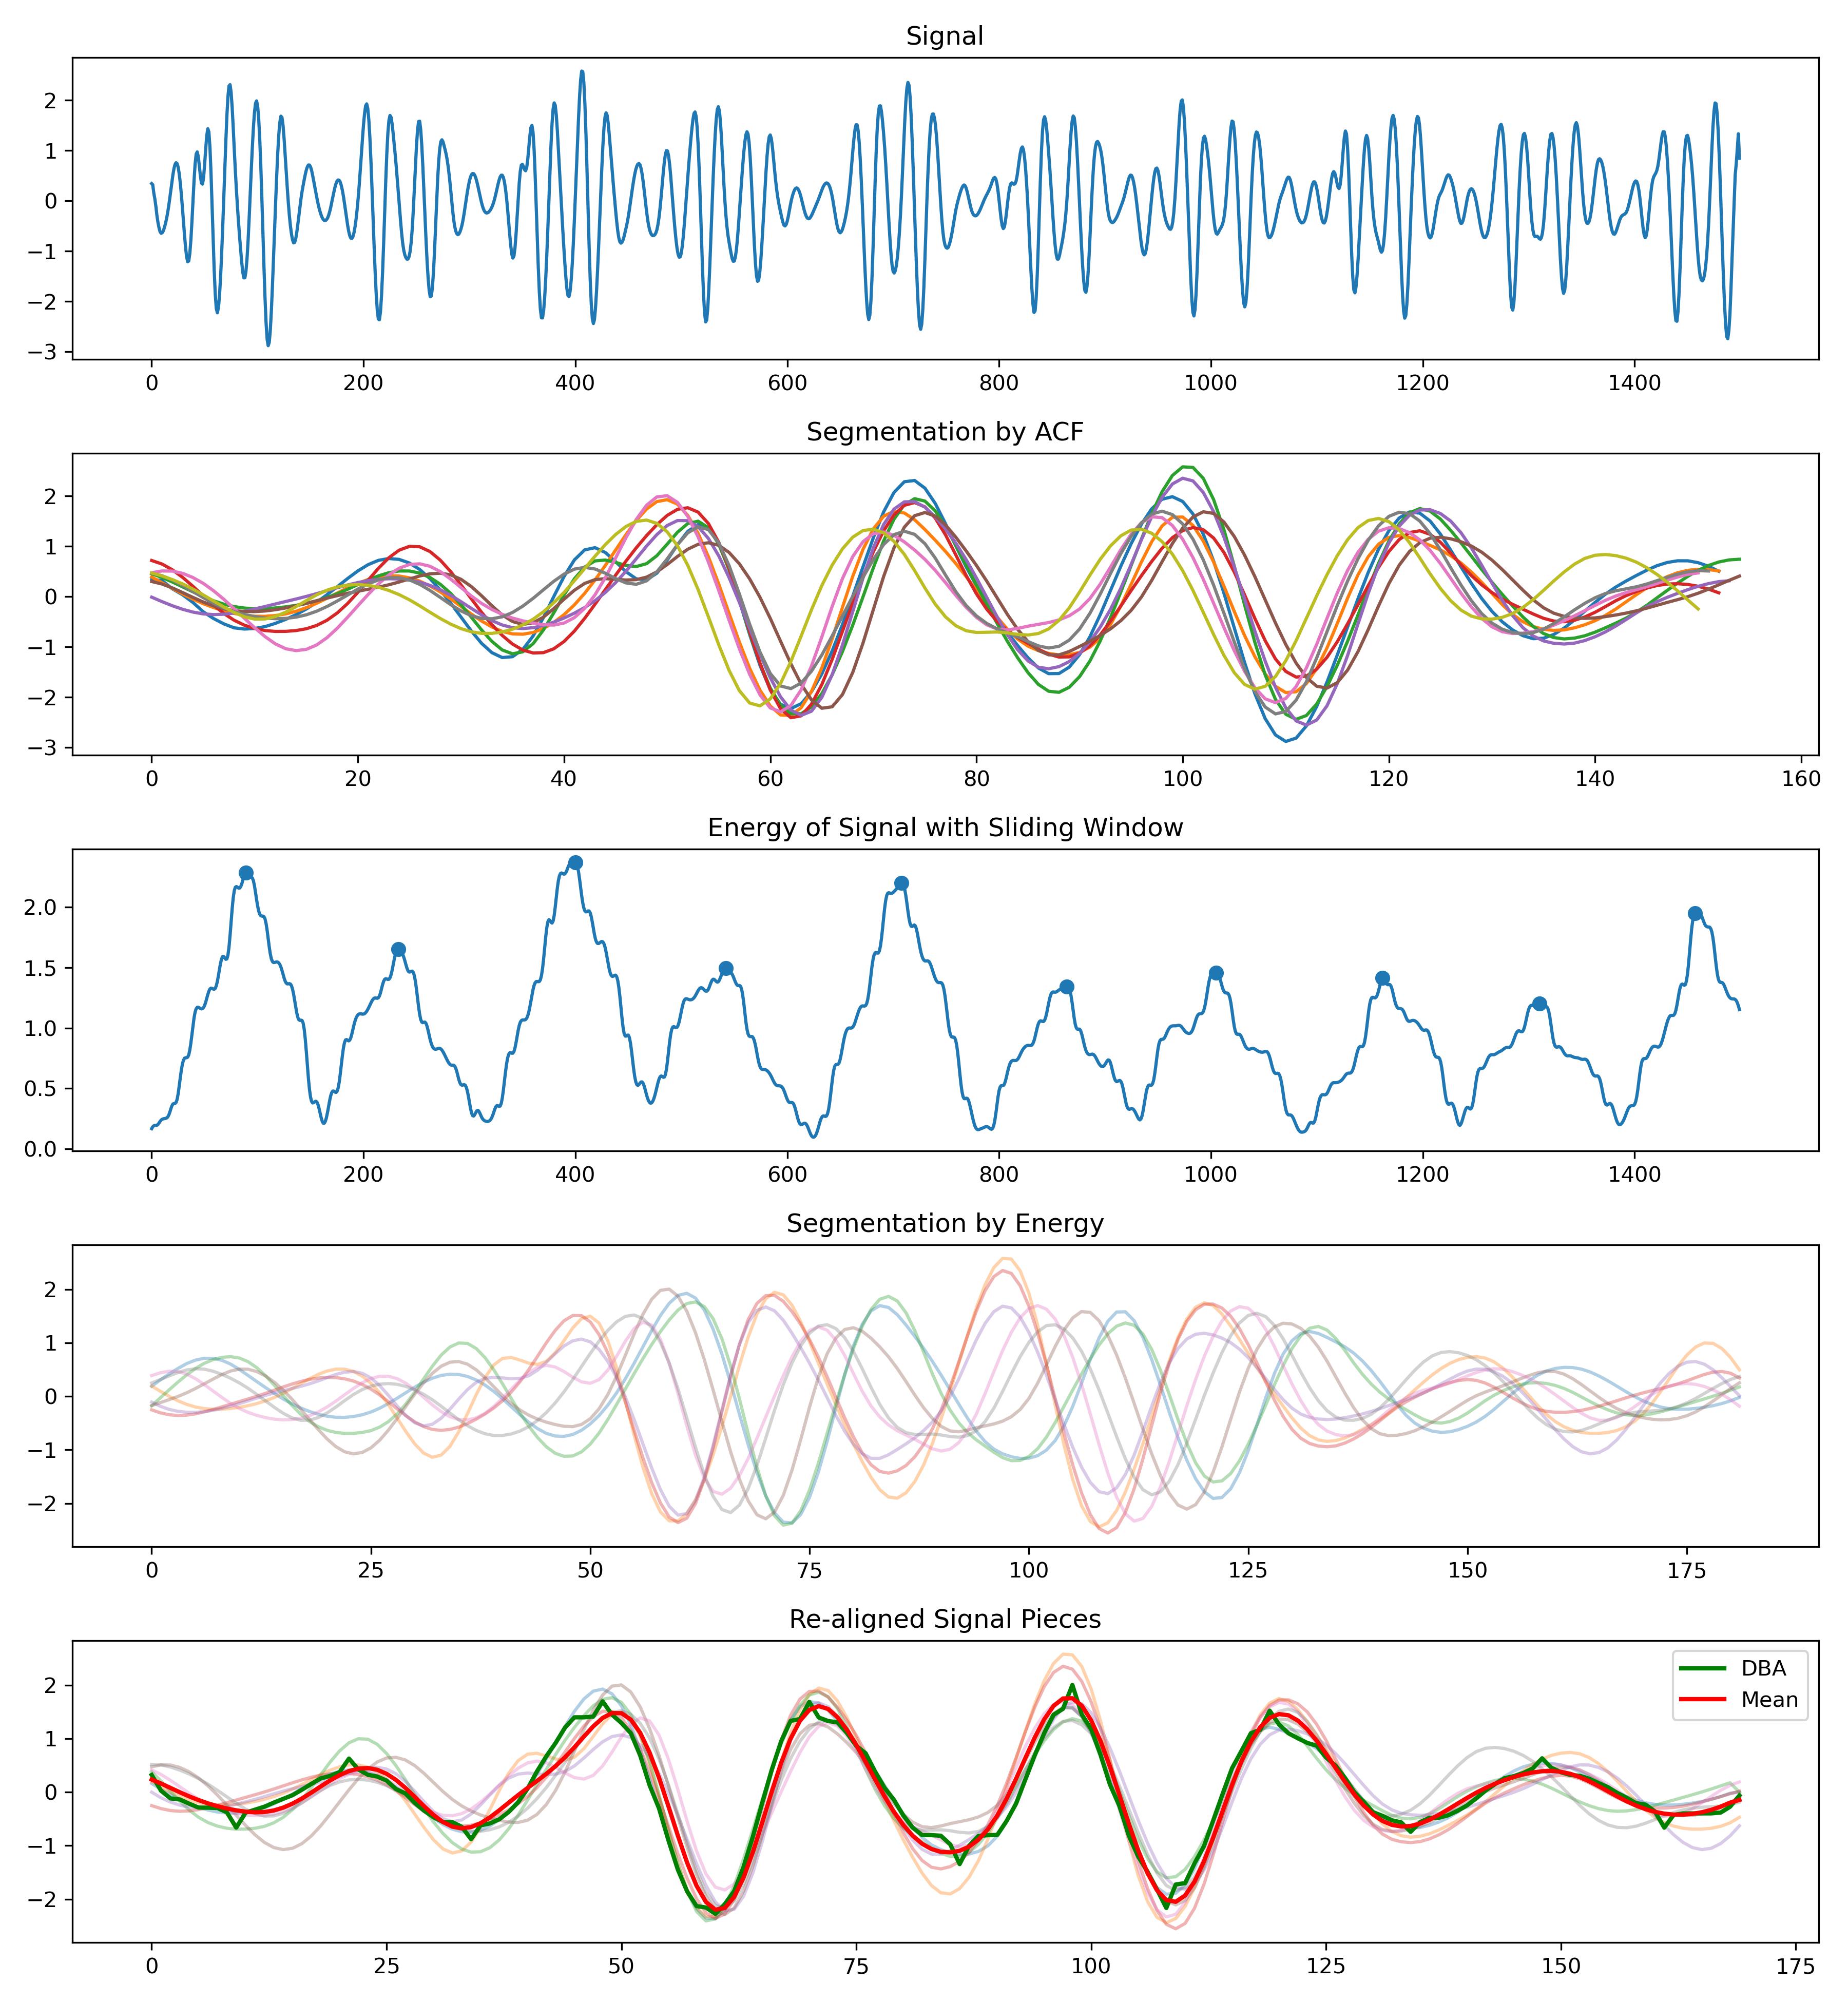 Signal
2
1
0
−1
−2
−3
0 200 400 600 800 1000 1200 1400
Segmentation by ACF
2
1
0
−1
−2
−3
0 20 40 60 80 100 120 140 160
Energy of Signal with Sliding Window
2.0
1.5
1.0
0.5
0.0
0 200 400 600 800 1000 1200 1400
Segmentation by Energy
2
1
0
−1
−2
0 25 50 75 100 125 150 175
Re-aligned Signal Pieces
DBA
Mean
2
1
0
−1
−2
0 25 50 75 100 125 150 175